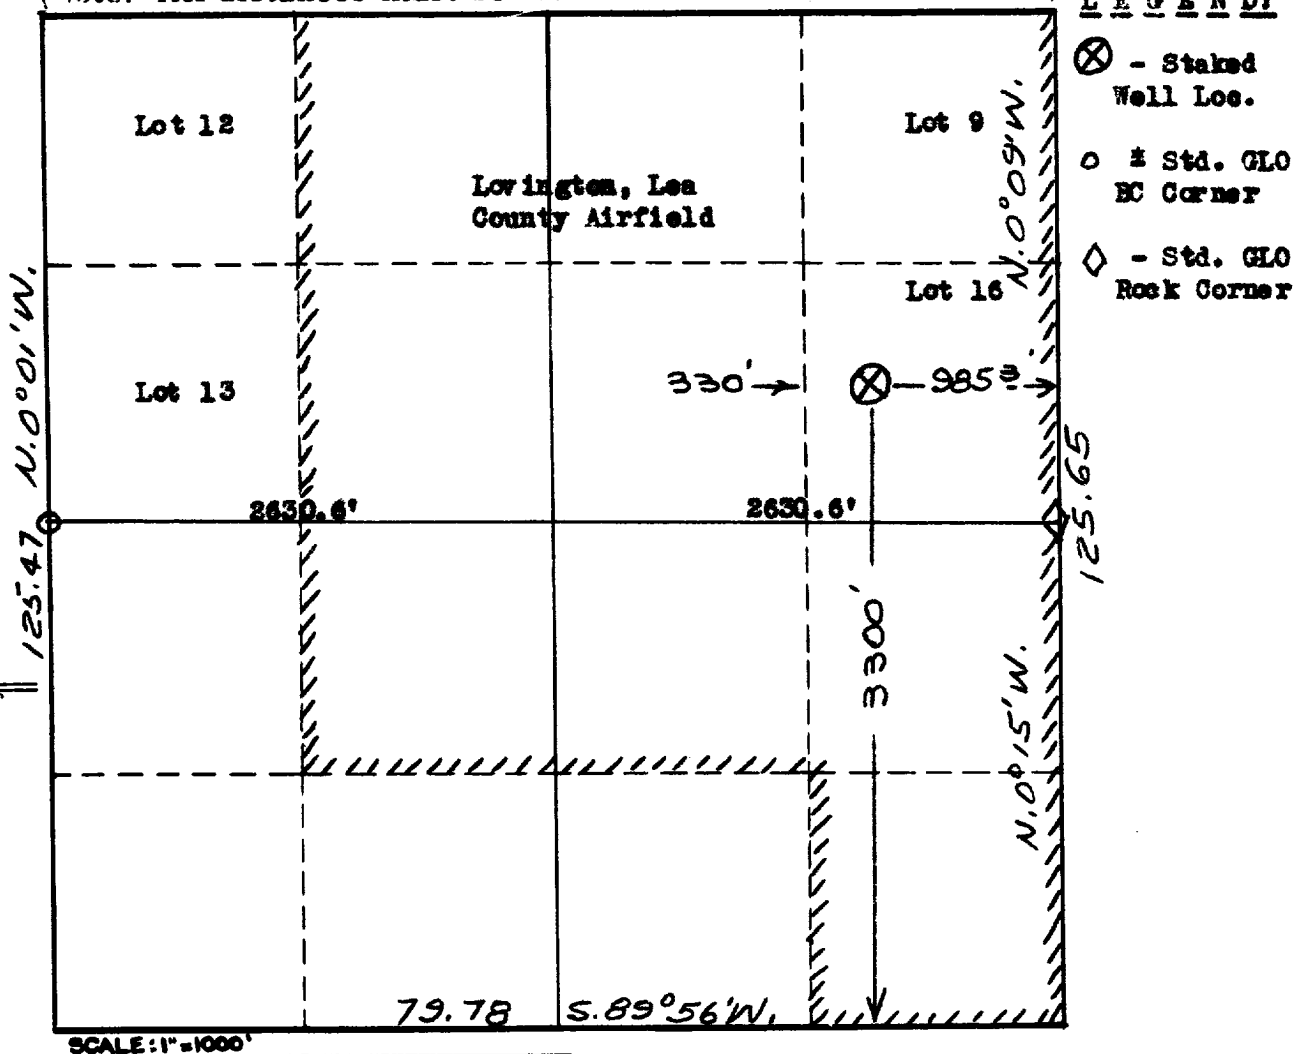 L E G E N D:
⊗ - Staked
Well Loc.
o ± Std. GLO
BC Corner
◇ - Std. GLO
Rock Corner
Lot 12
Lot 9
N.0°09'W.
Lovington, Lea
County Airfield
Lot 16
N.0°01'W.
Lot 13
330'
985.3'
125.65
2630.6'
2630.6'
125.47
3300'
N.0°15'W.
79.78 S.89°56'W.
SCALE: 1"=1000'